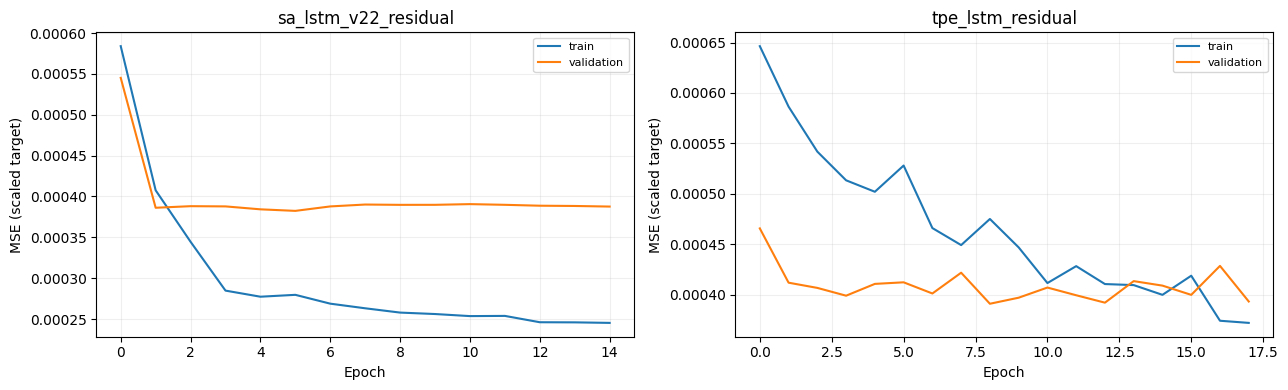 sa_lstm_v22_residual
train
validation
MSE (scaled target)
0.00060
0.00055
0.00050
0.00045
0.00040
0.00035
0.00030
0.00025
0 2 4 6 8 10 12 14
Epoch
tpe_lstm_residual
train
validation
MSE (scaled target)
0.00065
0.00060
0.00055
0.00050
0.00045
0.00040
0.0 2.5 5.0 7.5 10.0 12.5 15.0 17.5
Epoch